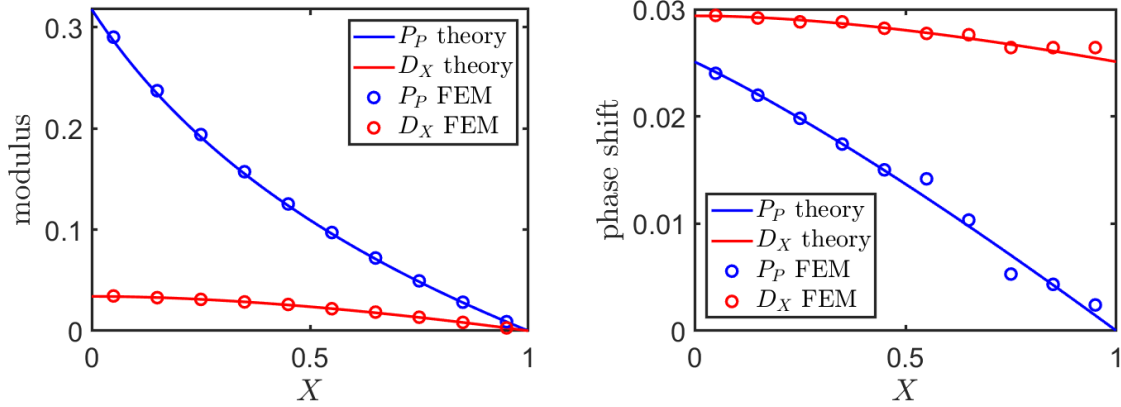 modulus
0.3
0.2
0.1
0
0 0.5 1
X
P_P theory
D_X theory
P_P FEM
D_X FEM
phase shift
0.03
0.02
0.01
0
0 0.5 1
X
P_P theory
D_X theory
P_P FEM
D_X FEM